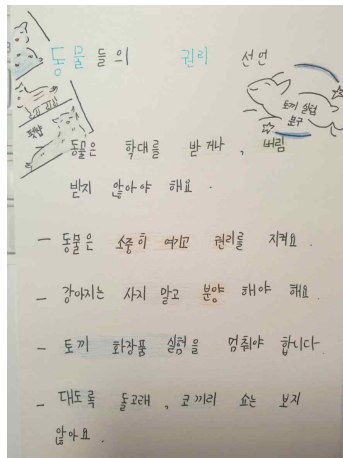 동물들의 권리 선언
동물은 학대를 받거나, 버림
받지 않아야 해요.
- 동물은 소중히 여기고 권리를 지켜요.
- 강아지는 사지 말고 분양 해야 해요.
- 토끼 화장품 실험을 멈춰야 합니다.
- 대도록 돌고래, 코끼리 쇼는 보지
않아요.
토끼 실험